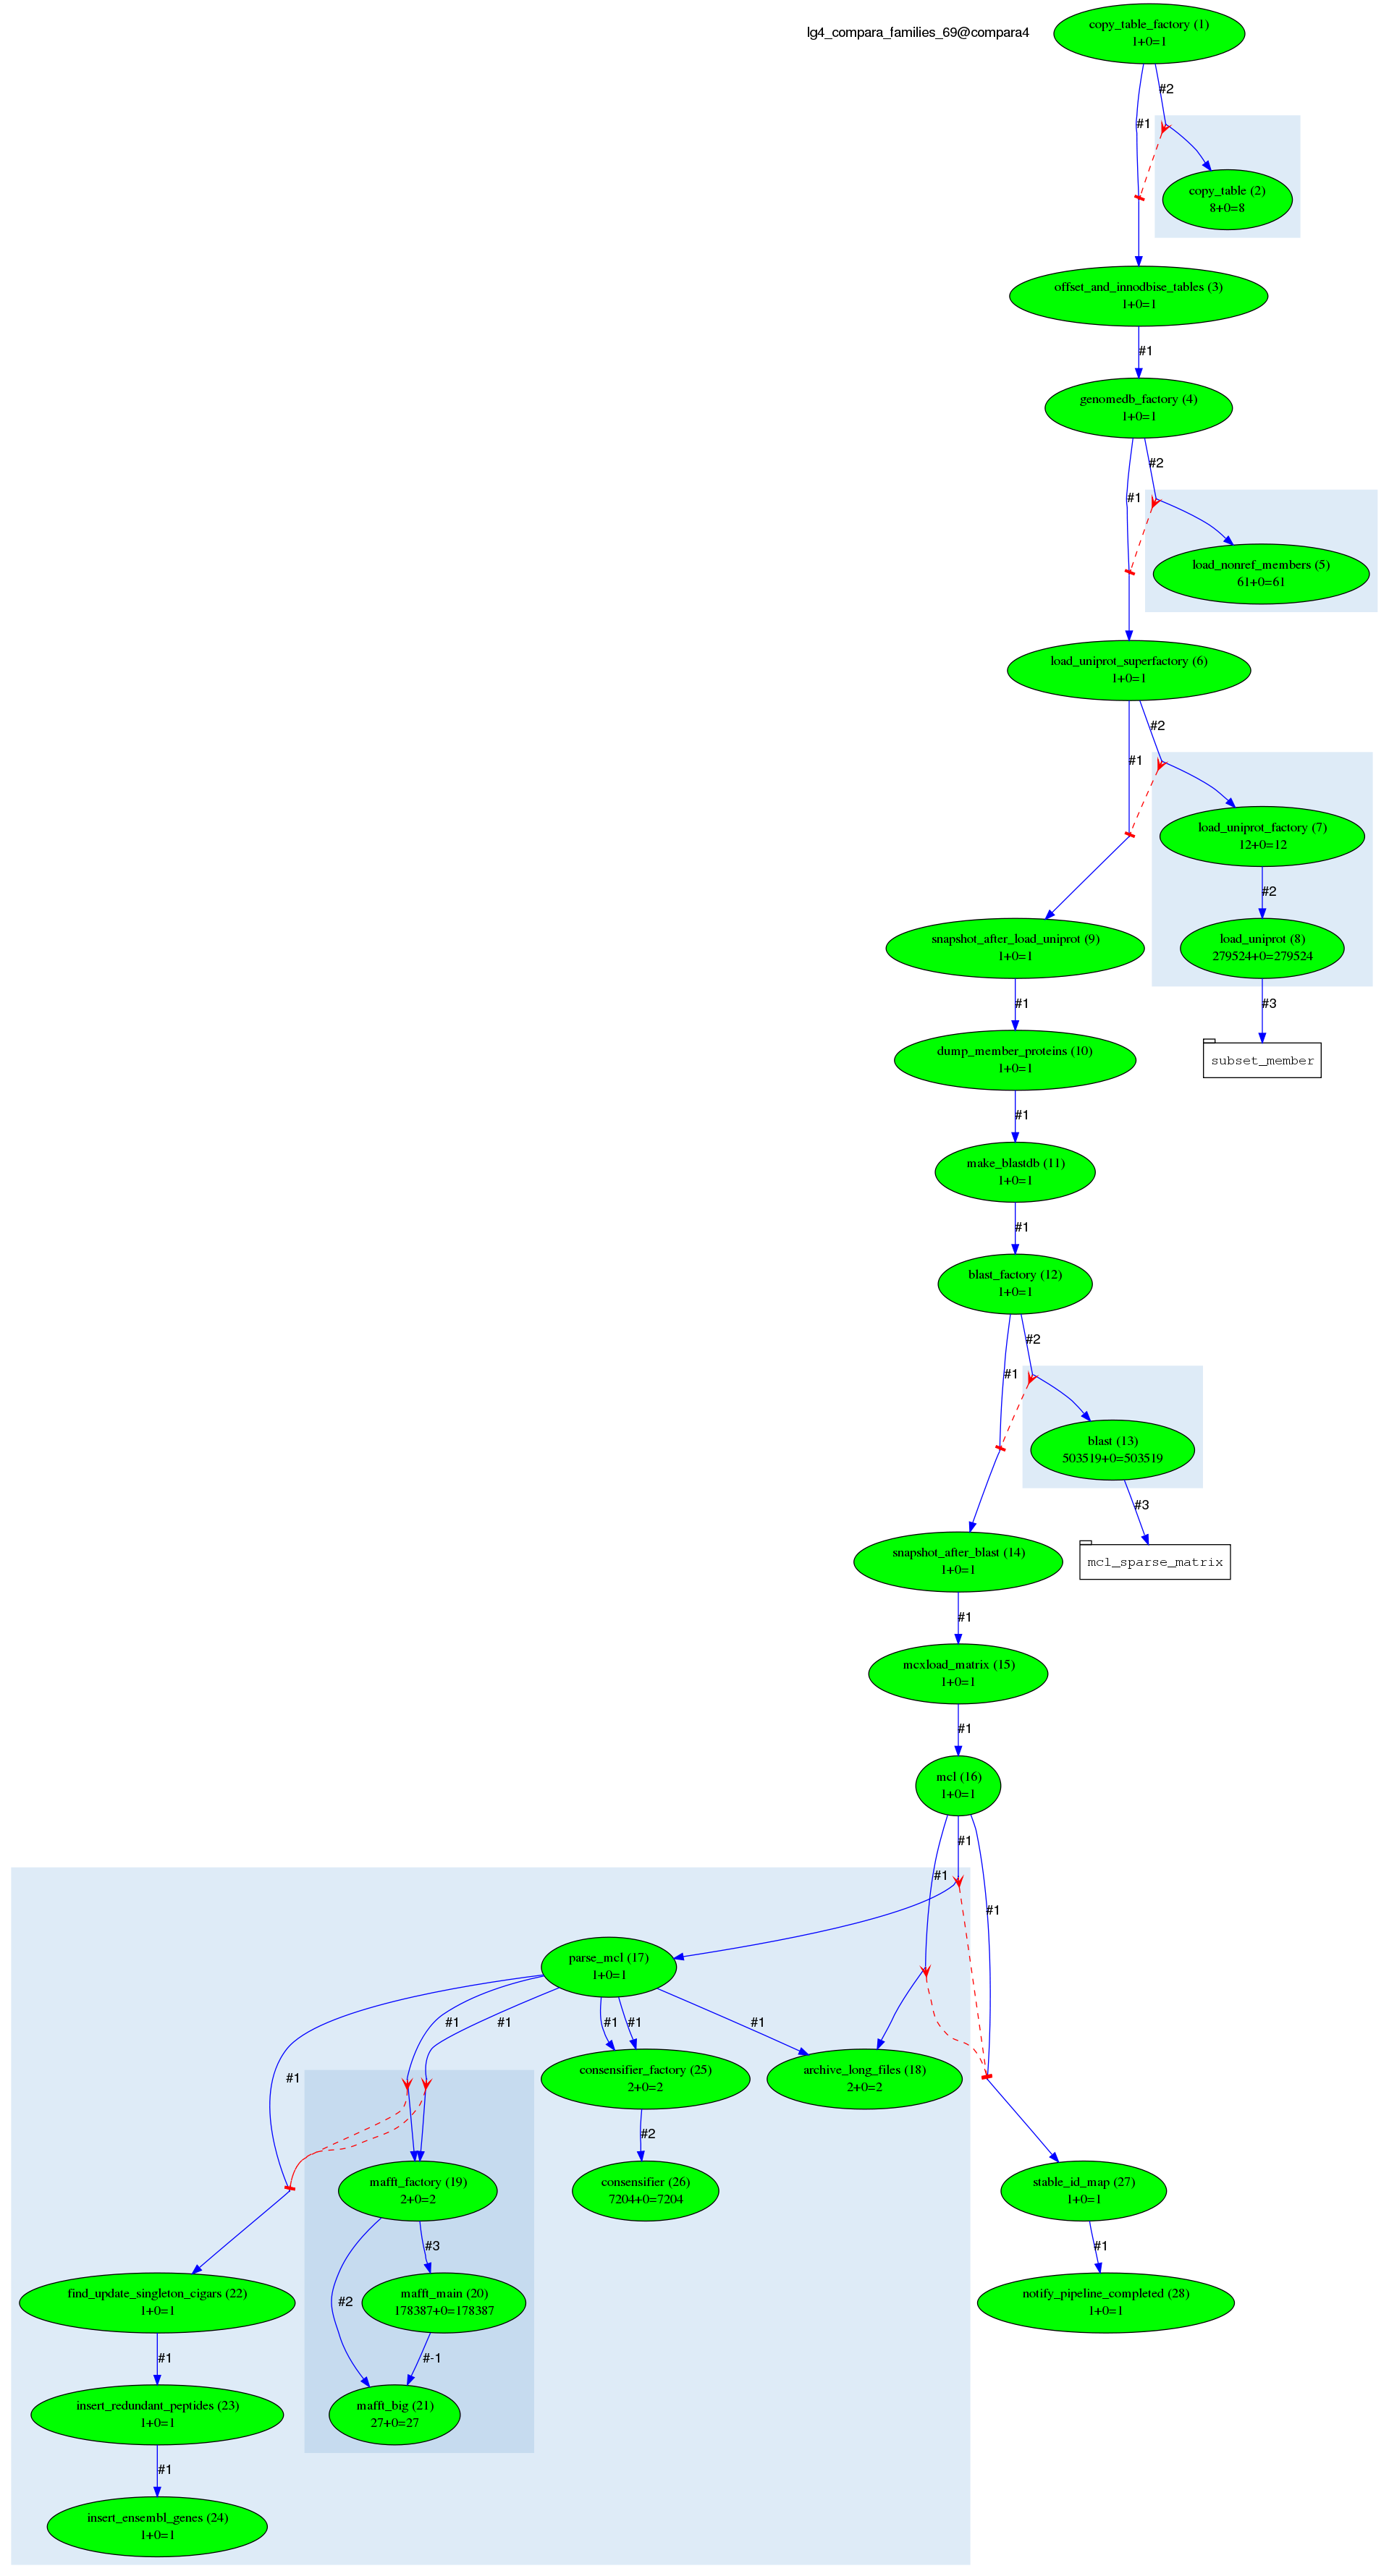 lg4_compara_families_69@compara4
copy_table_factory (1)
1+0=1
#2
#1
copy_table (2)
8+0=8
offset_and_innodbise_tables (3)
1+0=1
#1
genomedb_factory (4)
1+0=1
#2
#1
load_nonref_members (5)
61+0=61
load_uniprot_superfactory (6)
1+0=1
#2
#1
load_uniprot_factory (7)
12+0=12
#2
snapshot_after_load_uniprot (9)
1+0=1
load_uniprot (8)
279524+0=279524
#1
#3
dump_member_proteins (10)
1+0=1
subset_member
#1
make_blastdb (11)
1+0=1
#1
blast_factory (12)
1+0=1
#2
#1
blast (13)
503519+0=503519
#3
snapshot_after_blast (14)
1+0=1
mcl_sparse_matrix
#1
mcxload_matrix (15)
1+0=1
#1
mcl (16)
1+0=1
#1
#1
#1
parse_mcl (17)
1+0=1
#1
#1
#1
#1
#1
#1
consensifier_factory (25)
2+0=2
archive_long_files (18)
2+0=2
#2
mafft_factory (19)
2+0=2
consensifier (26)
7204+0=7204
stable_id_map (27)
1+0=1
#3
#1
#2
find_update_singleton_cigars (22)
1+0=1
mafft_main (20)
178387+0=178387
notify_pipeline_completed (28)
1+0=1
#1
#-1
insert_redundant_peptides (23)
1+0=1
mafft_big (21)
27+0=27
#1
insert_ensembl_genes (24)
1+0=1